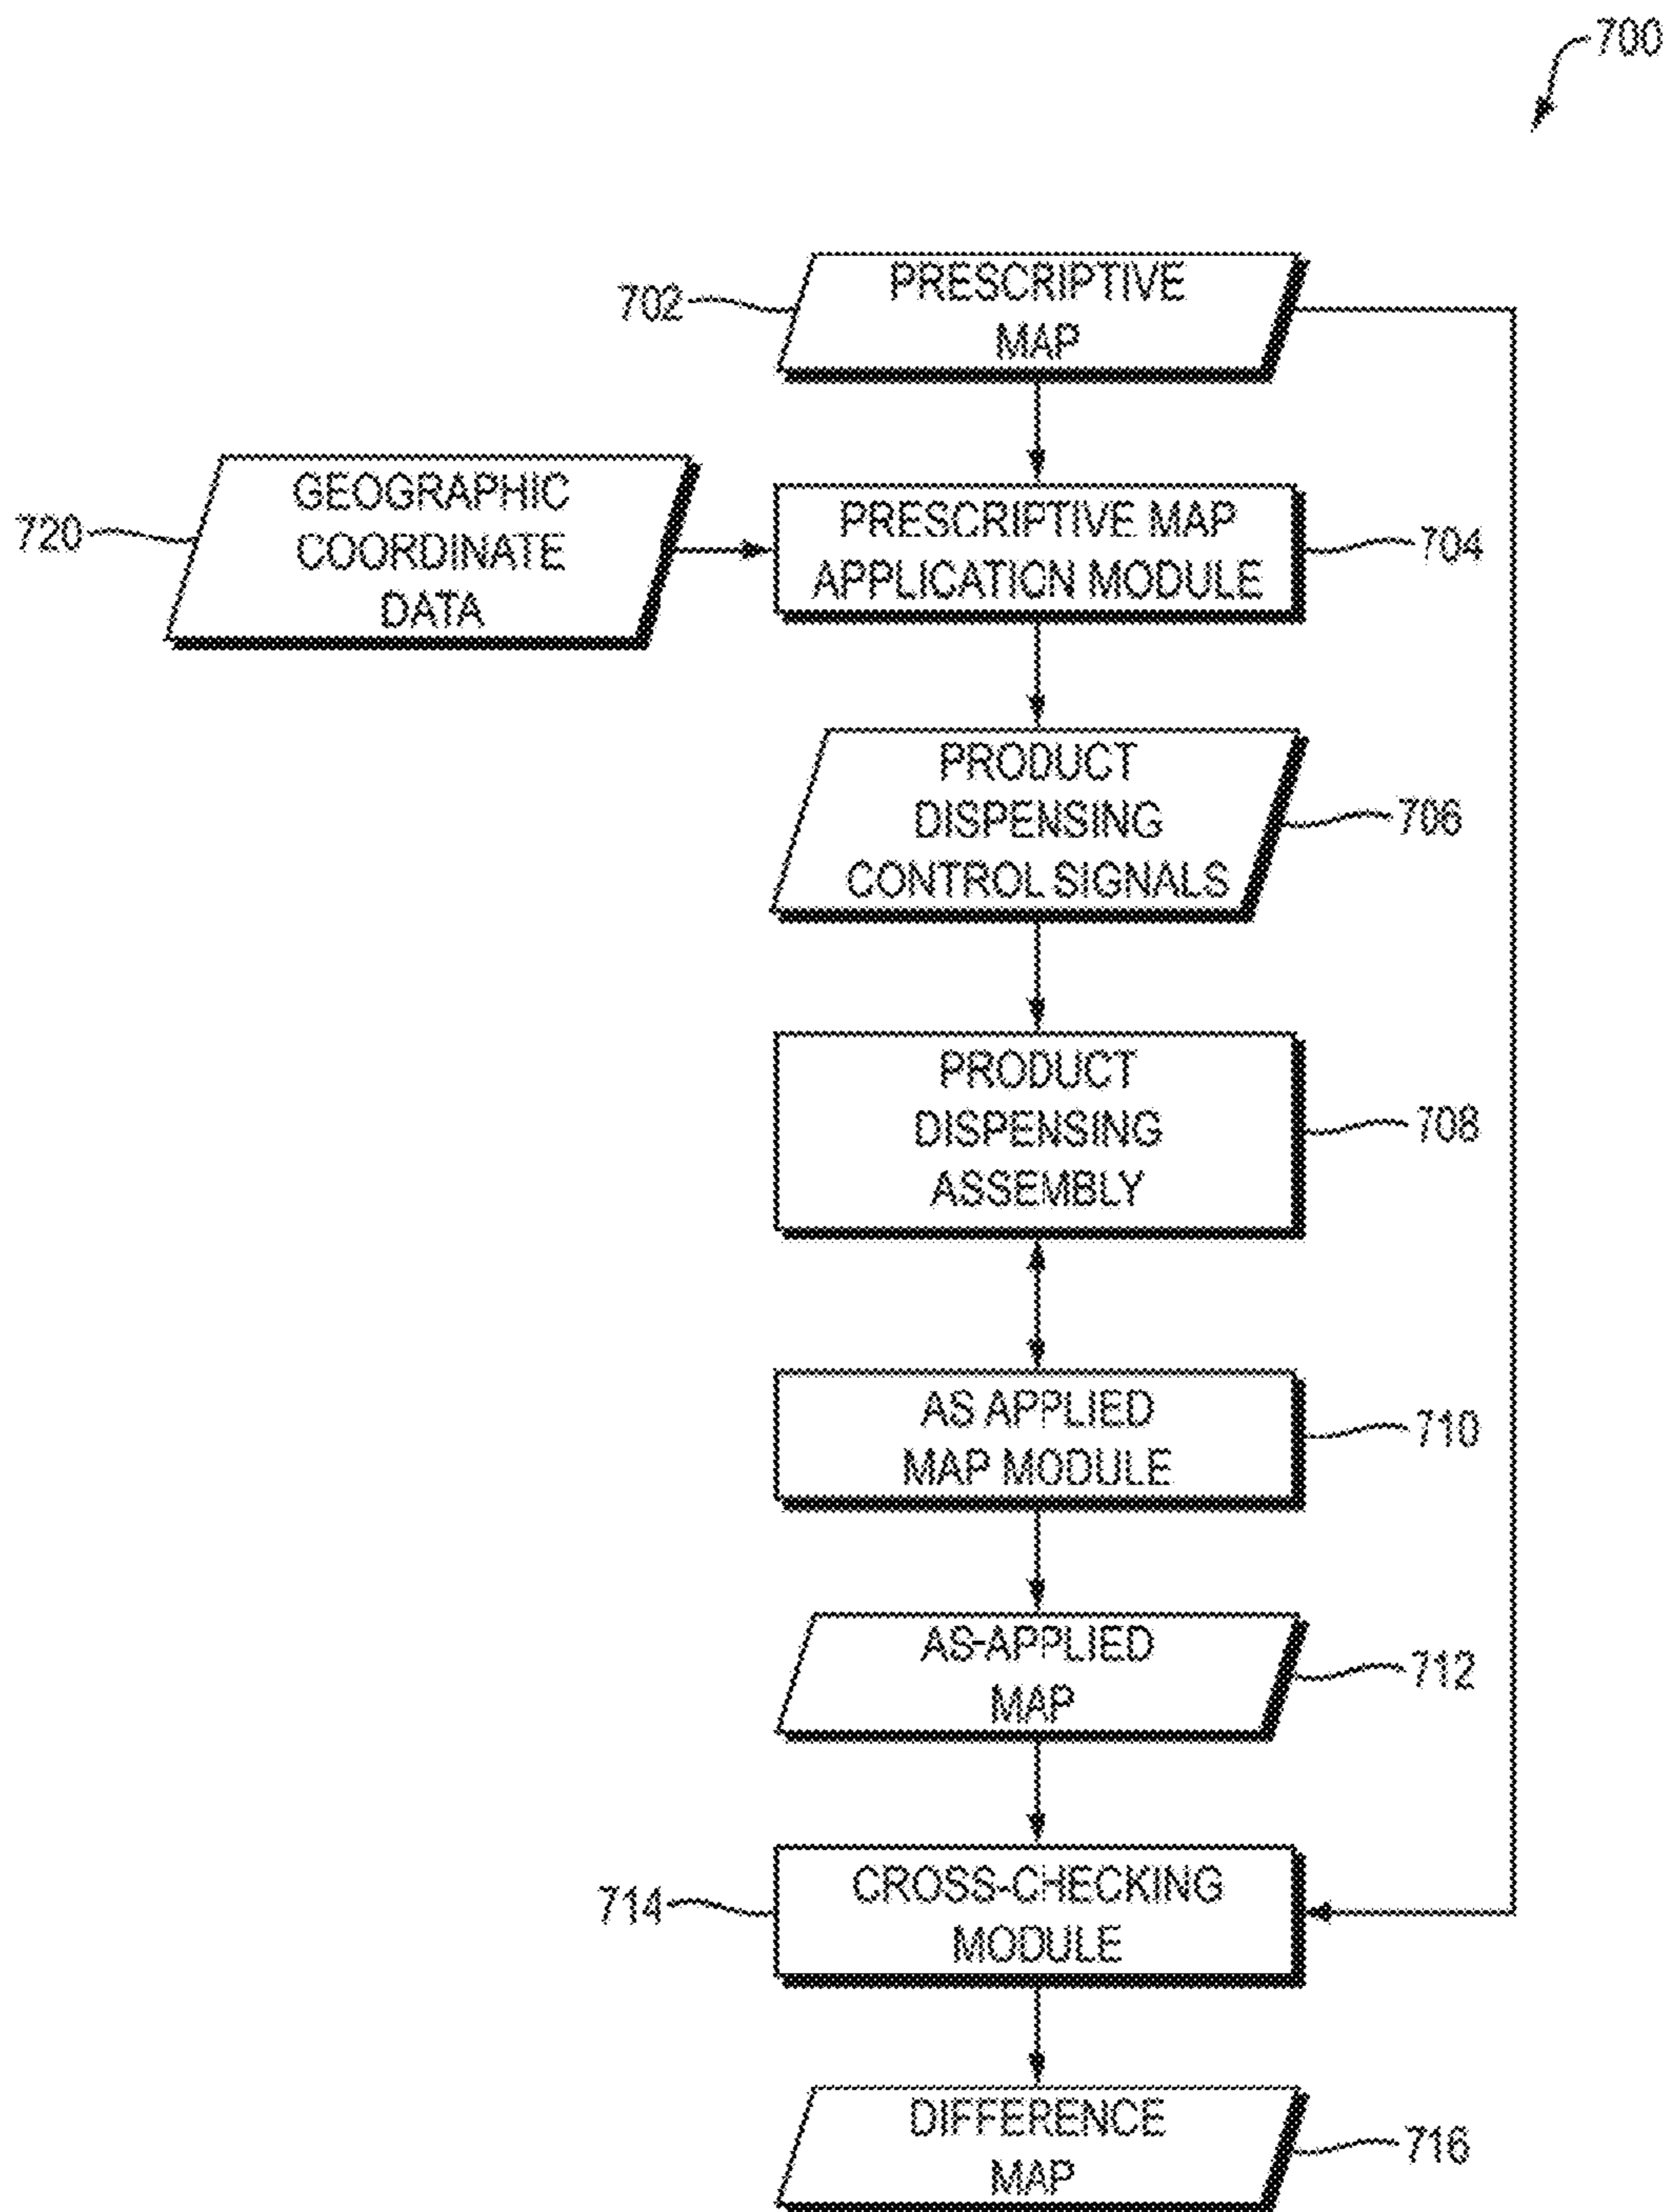 700
702
PRESCRIPTIVE
MAP
720
GEOGRAPHIC
COORDINATE
DATA
PRESCRIPTIVE MAP
APPLICATION MODULE
704
PRODUCT
DISPENSING
CONTROL SIGNALS
706
PRODUCT
DISPENSING
ASSEMBLY
708
AS APPLIED
MAP MODULE
710
AS-APPLIED
MAP
712
714
CROSS-CHECKING
MODULE
DIFFERENCE
MAP
716